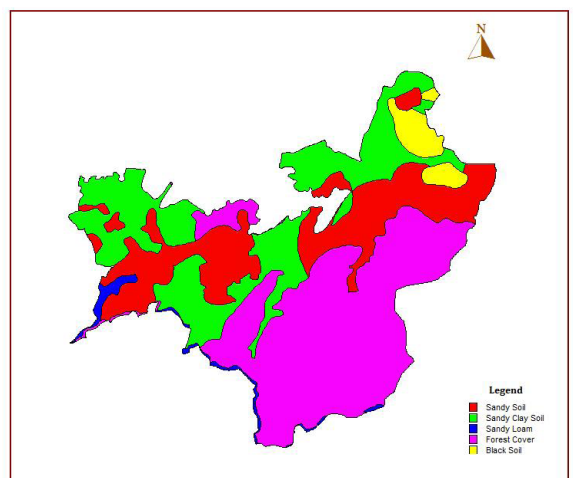 N
Legend
Sandy Soil
Sandy Clay Soil
Sandy Loam
Forest Cover
Black Soil